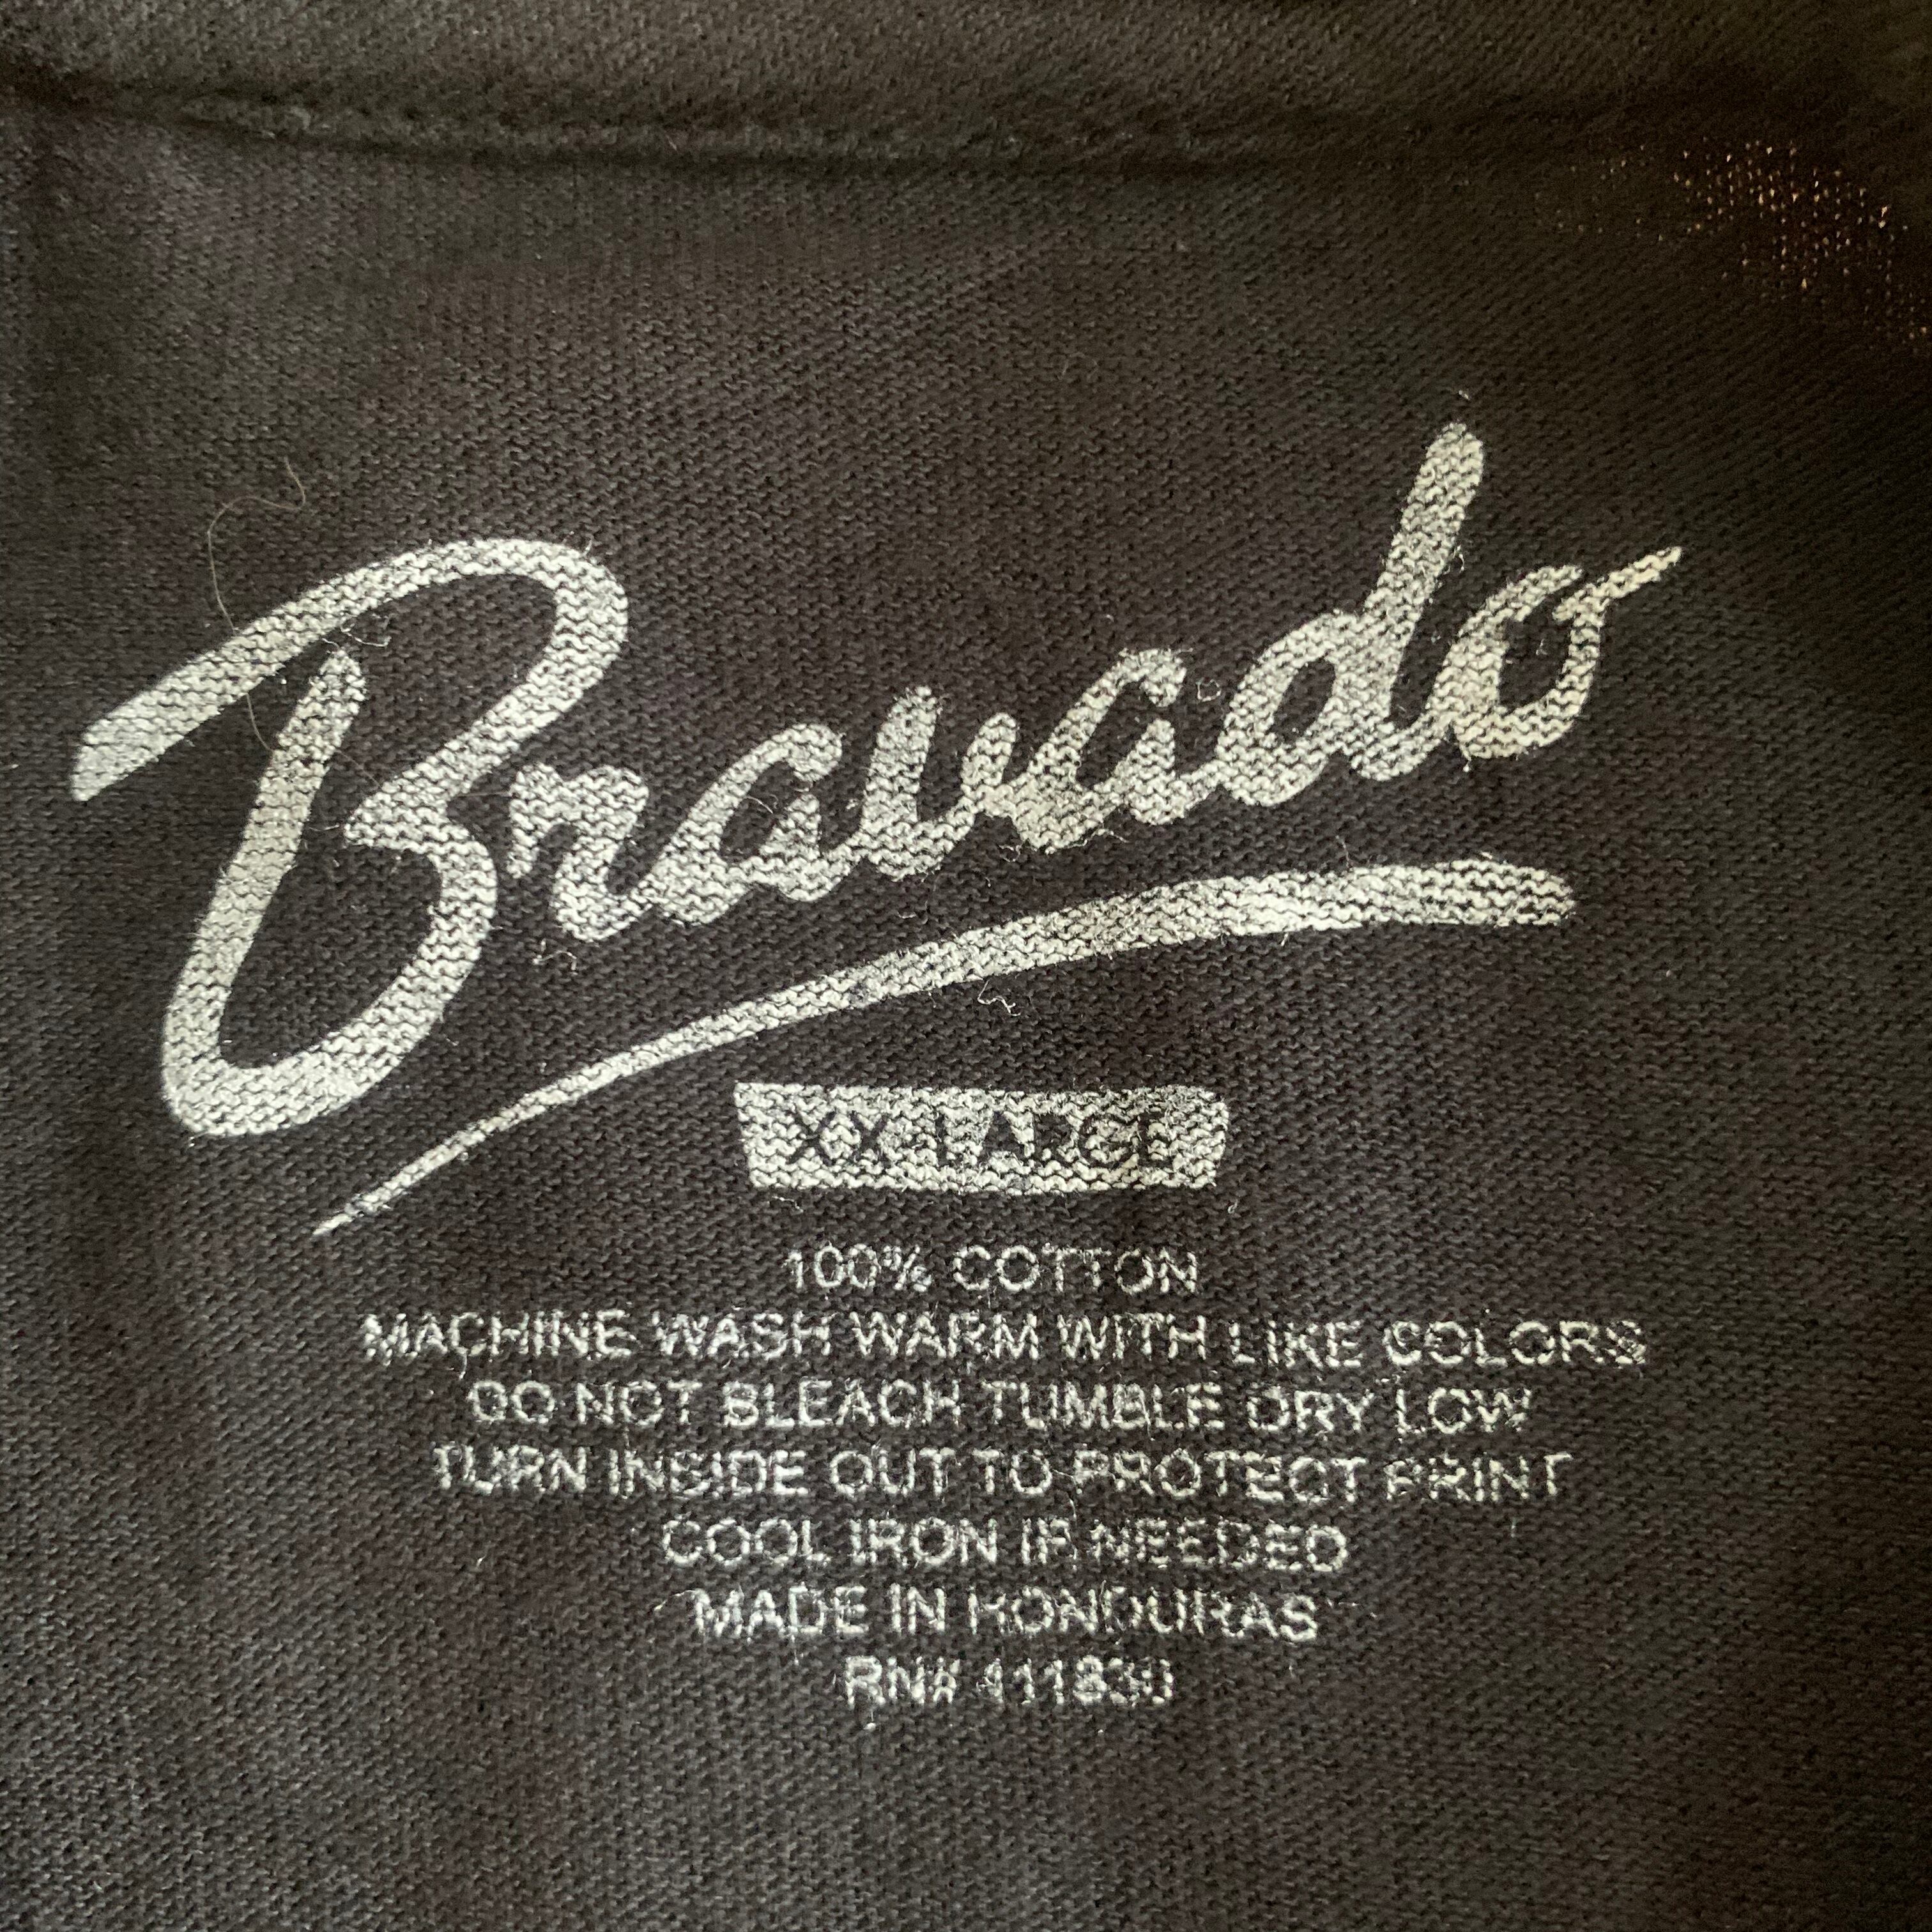 Bravado
XX-LARGE
100% COTTON
MACHINE WASH WARM WITH LIKE COLORS
DO NOT BLEACH TUMBLE DRY LOW
TURN INSIDE OUT TO PROTECT PRINT
COOL IRON IF NEEDED
MADE IN HONDURAS
RN#